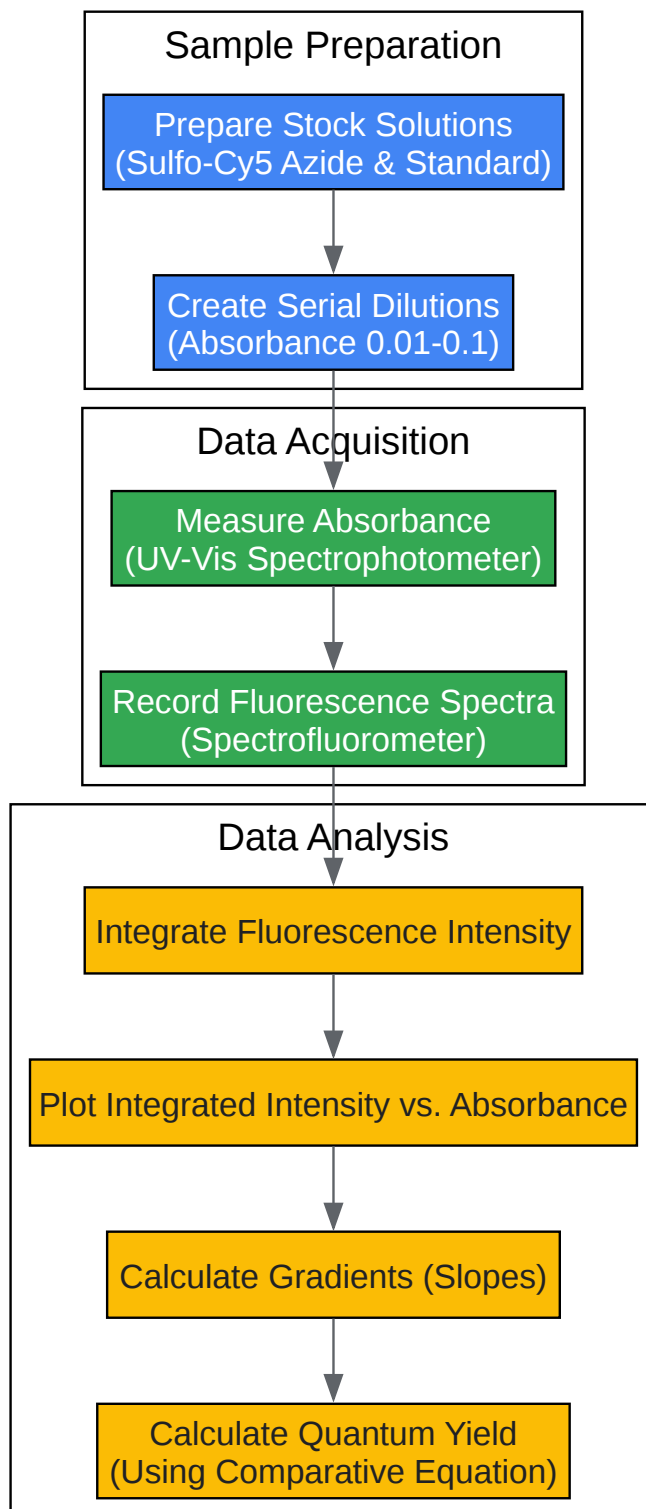 Sample Preparation
Prepare Stock Solutions
(Sulfo-Cy5 Azide & Standard)
Create Serial Dilutions
(Absorbance 0.01-0.1)
Data Acquisition
Measure Absorbance
(UV-Vis Spectrophotometer)
Record Fluorescence Spectra
(Spectrofluorometer)
Data Analysis
Integrate Fluorescence Intensity
Plot Integrated Intensity vs. Absorbance
Calculate Gradients (Slopes)
Calculate Quantum Yield
(Using Comparative Equation)